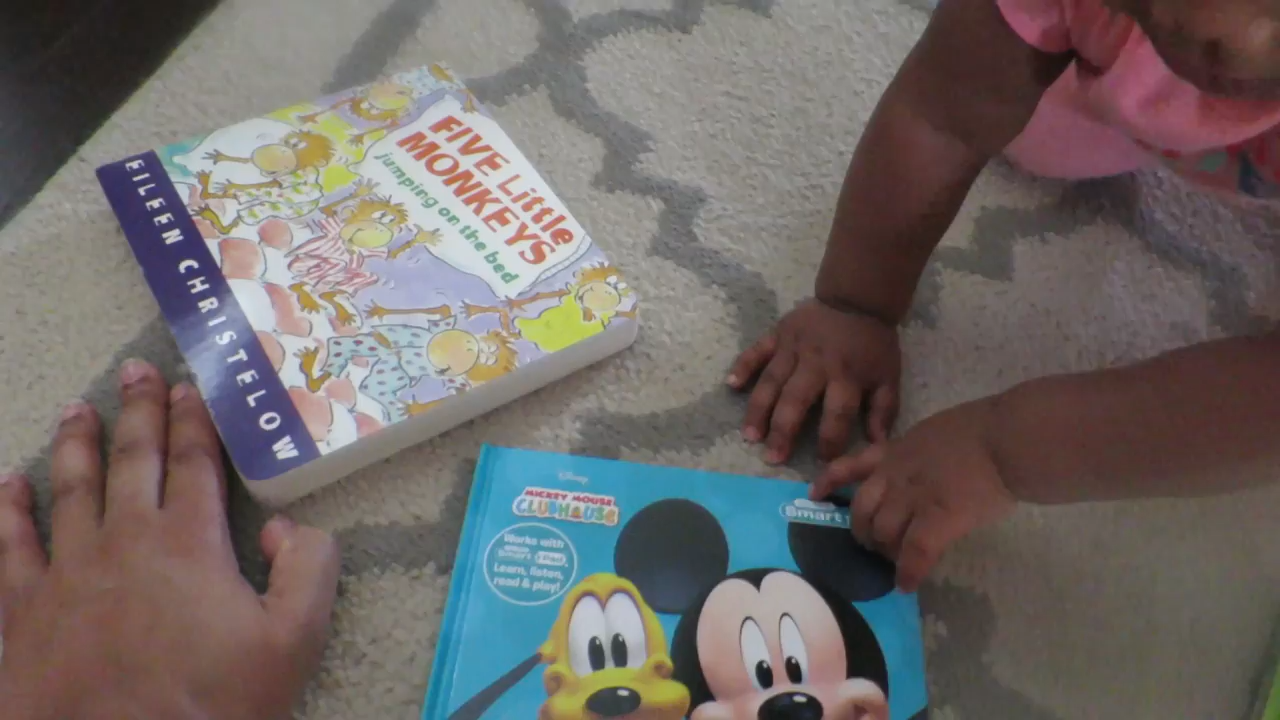 FIVE Little
MONKEYS
jumping on the bed
EILEEN CHRISTELOW
Disney
MICKEY MOUSE
CLUBHOUSE
Works with
Smart
Learn, listen,
read & play!
Smart